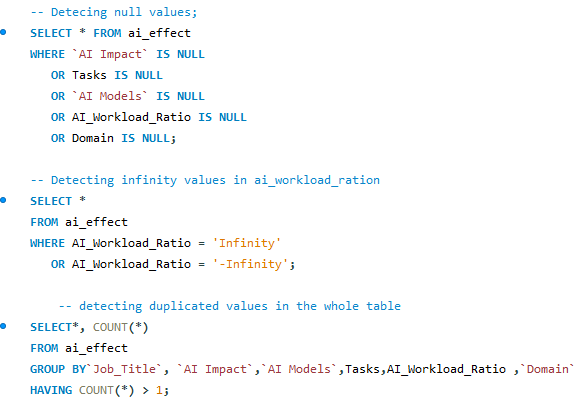 -- Detecing null values;
SELECT * FROM ai_effect
WHERE `AI Impact` IS NULL
OR Tasks IS NULL
OR `AI Models` IS NULL
OR AI_Workload_Ratio IS NULL
OR Domain IS NULL;
-- Detecting infinity values in ai_workload_ration
SELECT *
FROM ai_effect
WHERE AI_Workload_Ratio = 'Infinity'
OR AI_Workload_Ratio = '-Infinity';
-- detecting duplicated values in the whole table
SELECT*, COUNT(*)
FROM ai_effect
GROUP BY`Job_Title`, `AI Impact`,`AI Models`,Tasks,AI_Workload_Ratio ,`Domain`
HAVING COUNT(*) > 1;